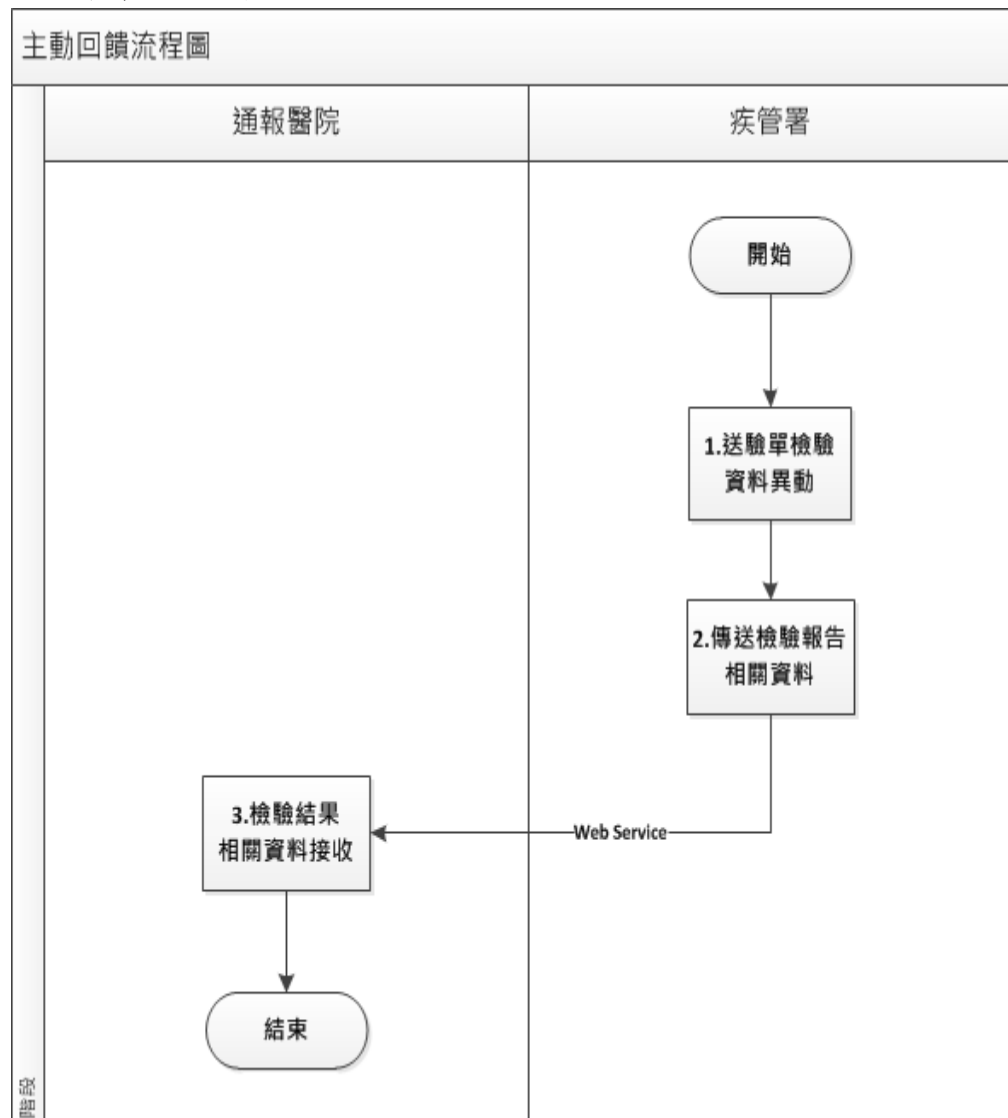 主動回饋流程圖
通報醫院
疾管署
開始
1.送驗單檢驗
資料異動
2.傳送檢驗報告
相關資料
3.檢驗結果
相關資料接收
Web Service
結束
階段